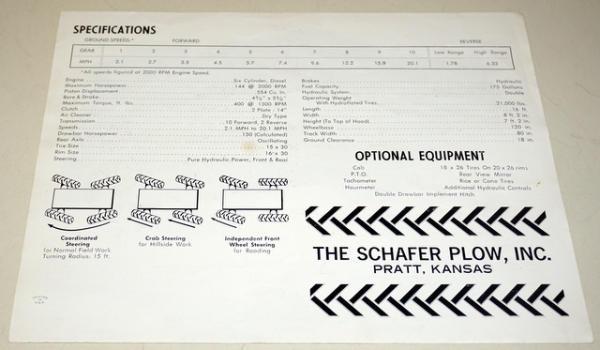 SPECIFICATIONS
GROUND SPEEDS:* FORWARD REVERSE
GEAR 1 2 3 4 5 6 7 8 9 10 Low Range High Range
MPH 2.1 2.7 3.5 4.5 5.7 7.4 9.6 12.2 15.8 20.1 1.78 6.33
*All speeds figured at 2000 RPM Engine Speed.
Engine Six Cylinder, Diesel
Maximum Horsepower 144 @ 2000 RPM
Piston Displacement 554 Cu. In.
Bore & Stroke
Maximum Torque, ft. lbs. 400 @ 1300 RPM
Clutch 2 Plate - 14"
Air Cleaner Dry Type
Transmission 10 Forward, 2 Reverse
Speeds 2.1 MPH to 20.1 MPH
Drawbar Horsepower 130 (Calculated)
Rear Axle Oscillating
Tire Size 18 x 30
Rim Size 16 x 30
Steering Pure Hydraulic Power, Front & Rear
Brakes Hydraulic
Fuel Capacity 175 Gallons
Hydraulic System Double
Operating Weight
With Hydraflated Tires 21,000 lbs.
Length 16 ft.
Width 8 ft. 2 in.
Height (To Top of Hood) 7 ft. 2 in.
Wheelbase 120 in.
Track Width 80 in.
Ground Clearance 18 in.
OPTIONAL EQUIPMENT
Cab 18 x 26 Tires On 20 x 26 rims
P.T.O. Rear View Mirror
Tachometer Rice or Cane Tires
Hourmeter Additional Hydraulic Controls
Double Drawbar Implement Hitch
Coordinated
Steering
for Normal Field Work
Turning Radius: 15 ft.
Crab Steering
for Hillside Work
Independent Front
Wheel Steering
for Roading
THE SCHAFER PLOW, INC.
PRATT, KANSAS